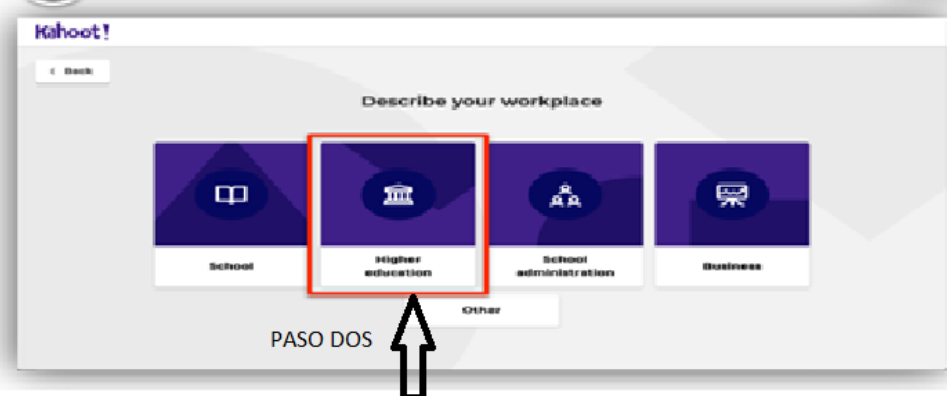 Kahoot!
Back
Describe your workplace
School
Higher
education
School
administration
Business
Other
PASO DOS